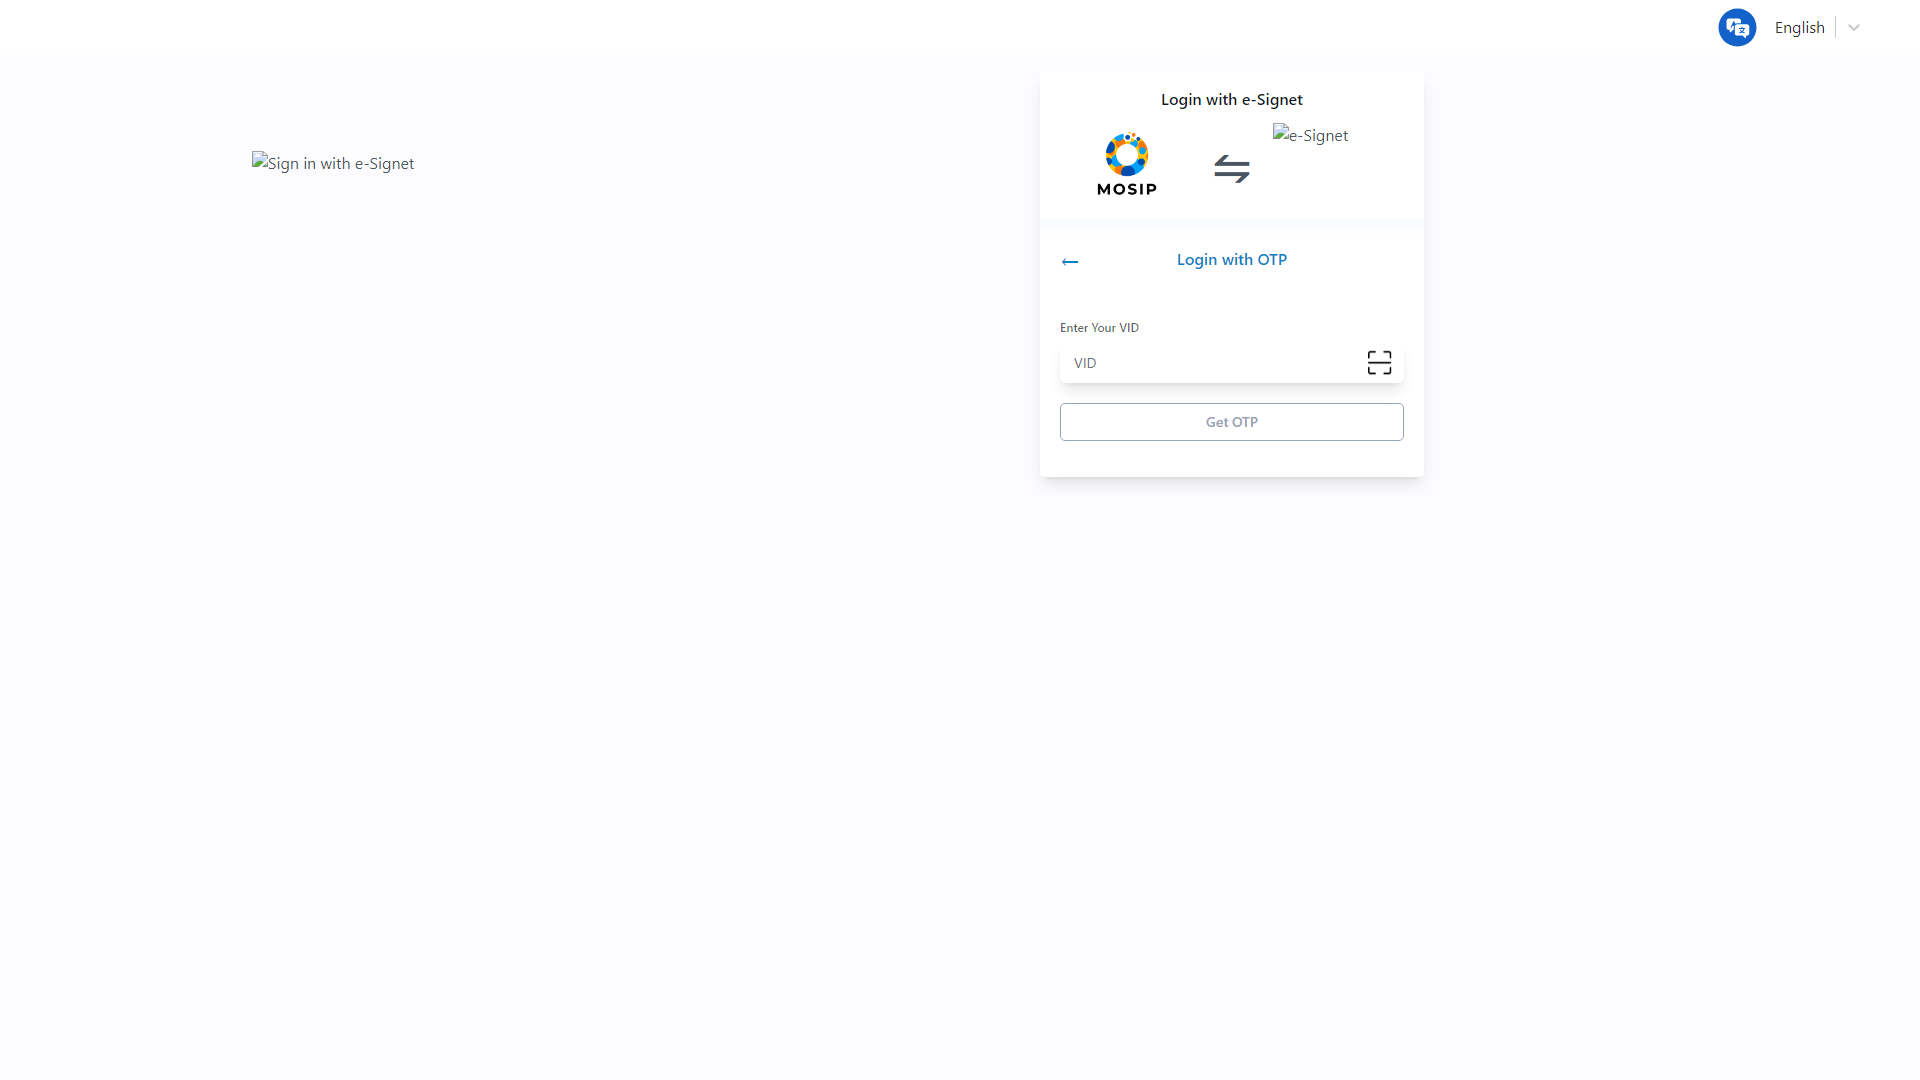 English
Login with e-Signet
Sign in with e-Signet
MOSIP
e-Signet
Login with OTP
Enter Your VID
VID
Get OTP